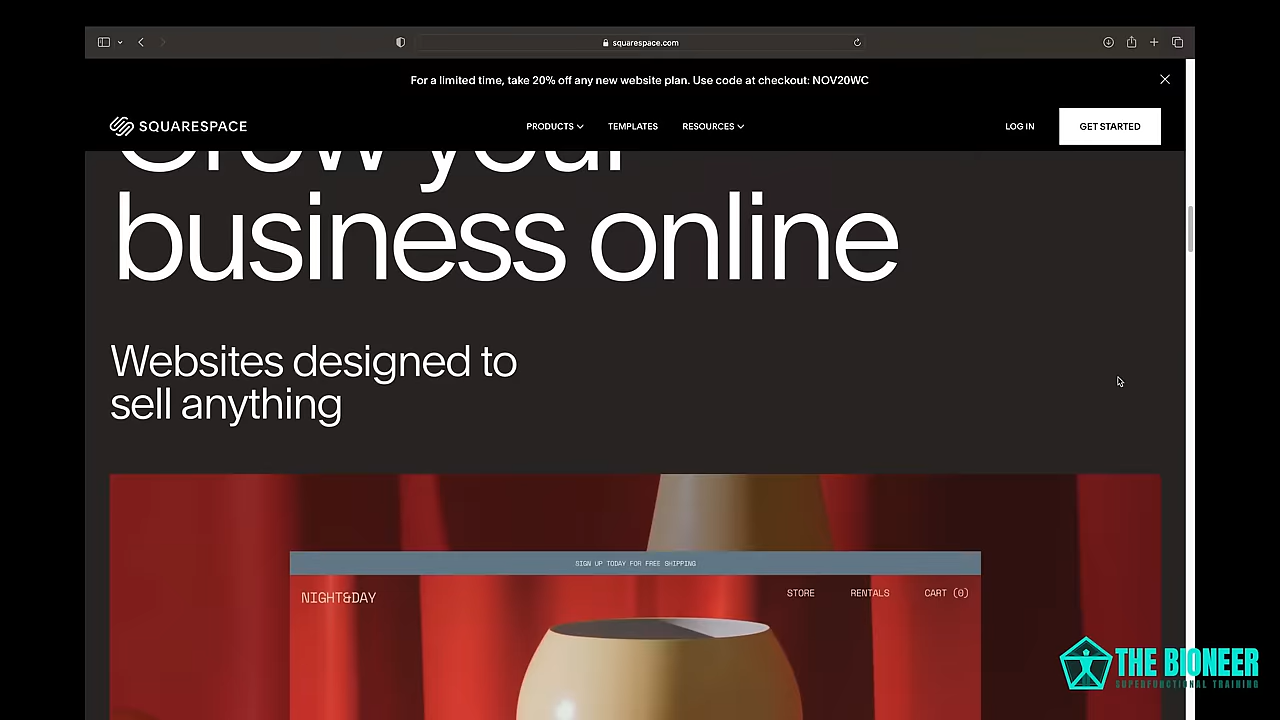 squarespace.com
For a limited time, take 20% off any new website plan. Use code at checkout: NOV20WC
SQUARESPACE
PRODUCTS
TEMPLATES
RESOURCES
LOG IN
GET STARTED
Grow your
business online
Websites designed to
sell anything
SIGN UP TODAY FOR FREE SHIPPING
NIGHT&DAY
STORE
RENTALS
CART (0)
THE BIONEER
SUPERFUNCTIONAL TRAINING